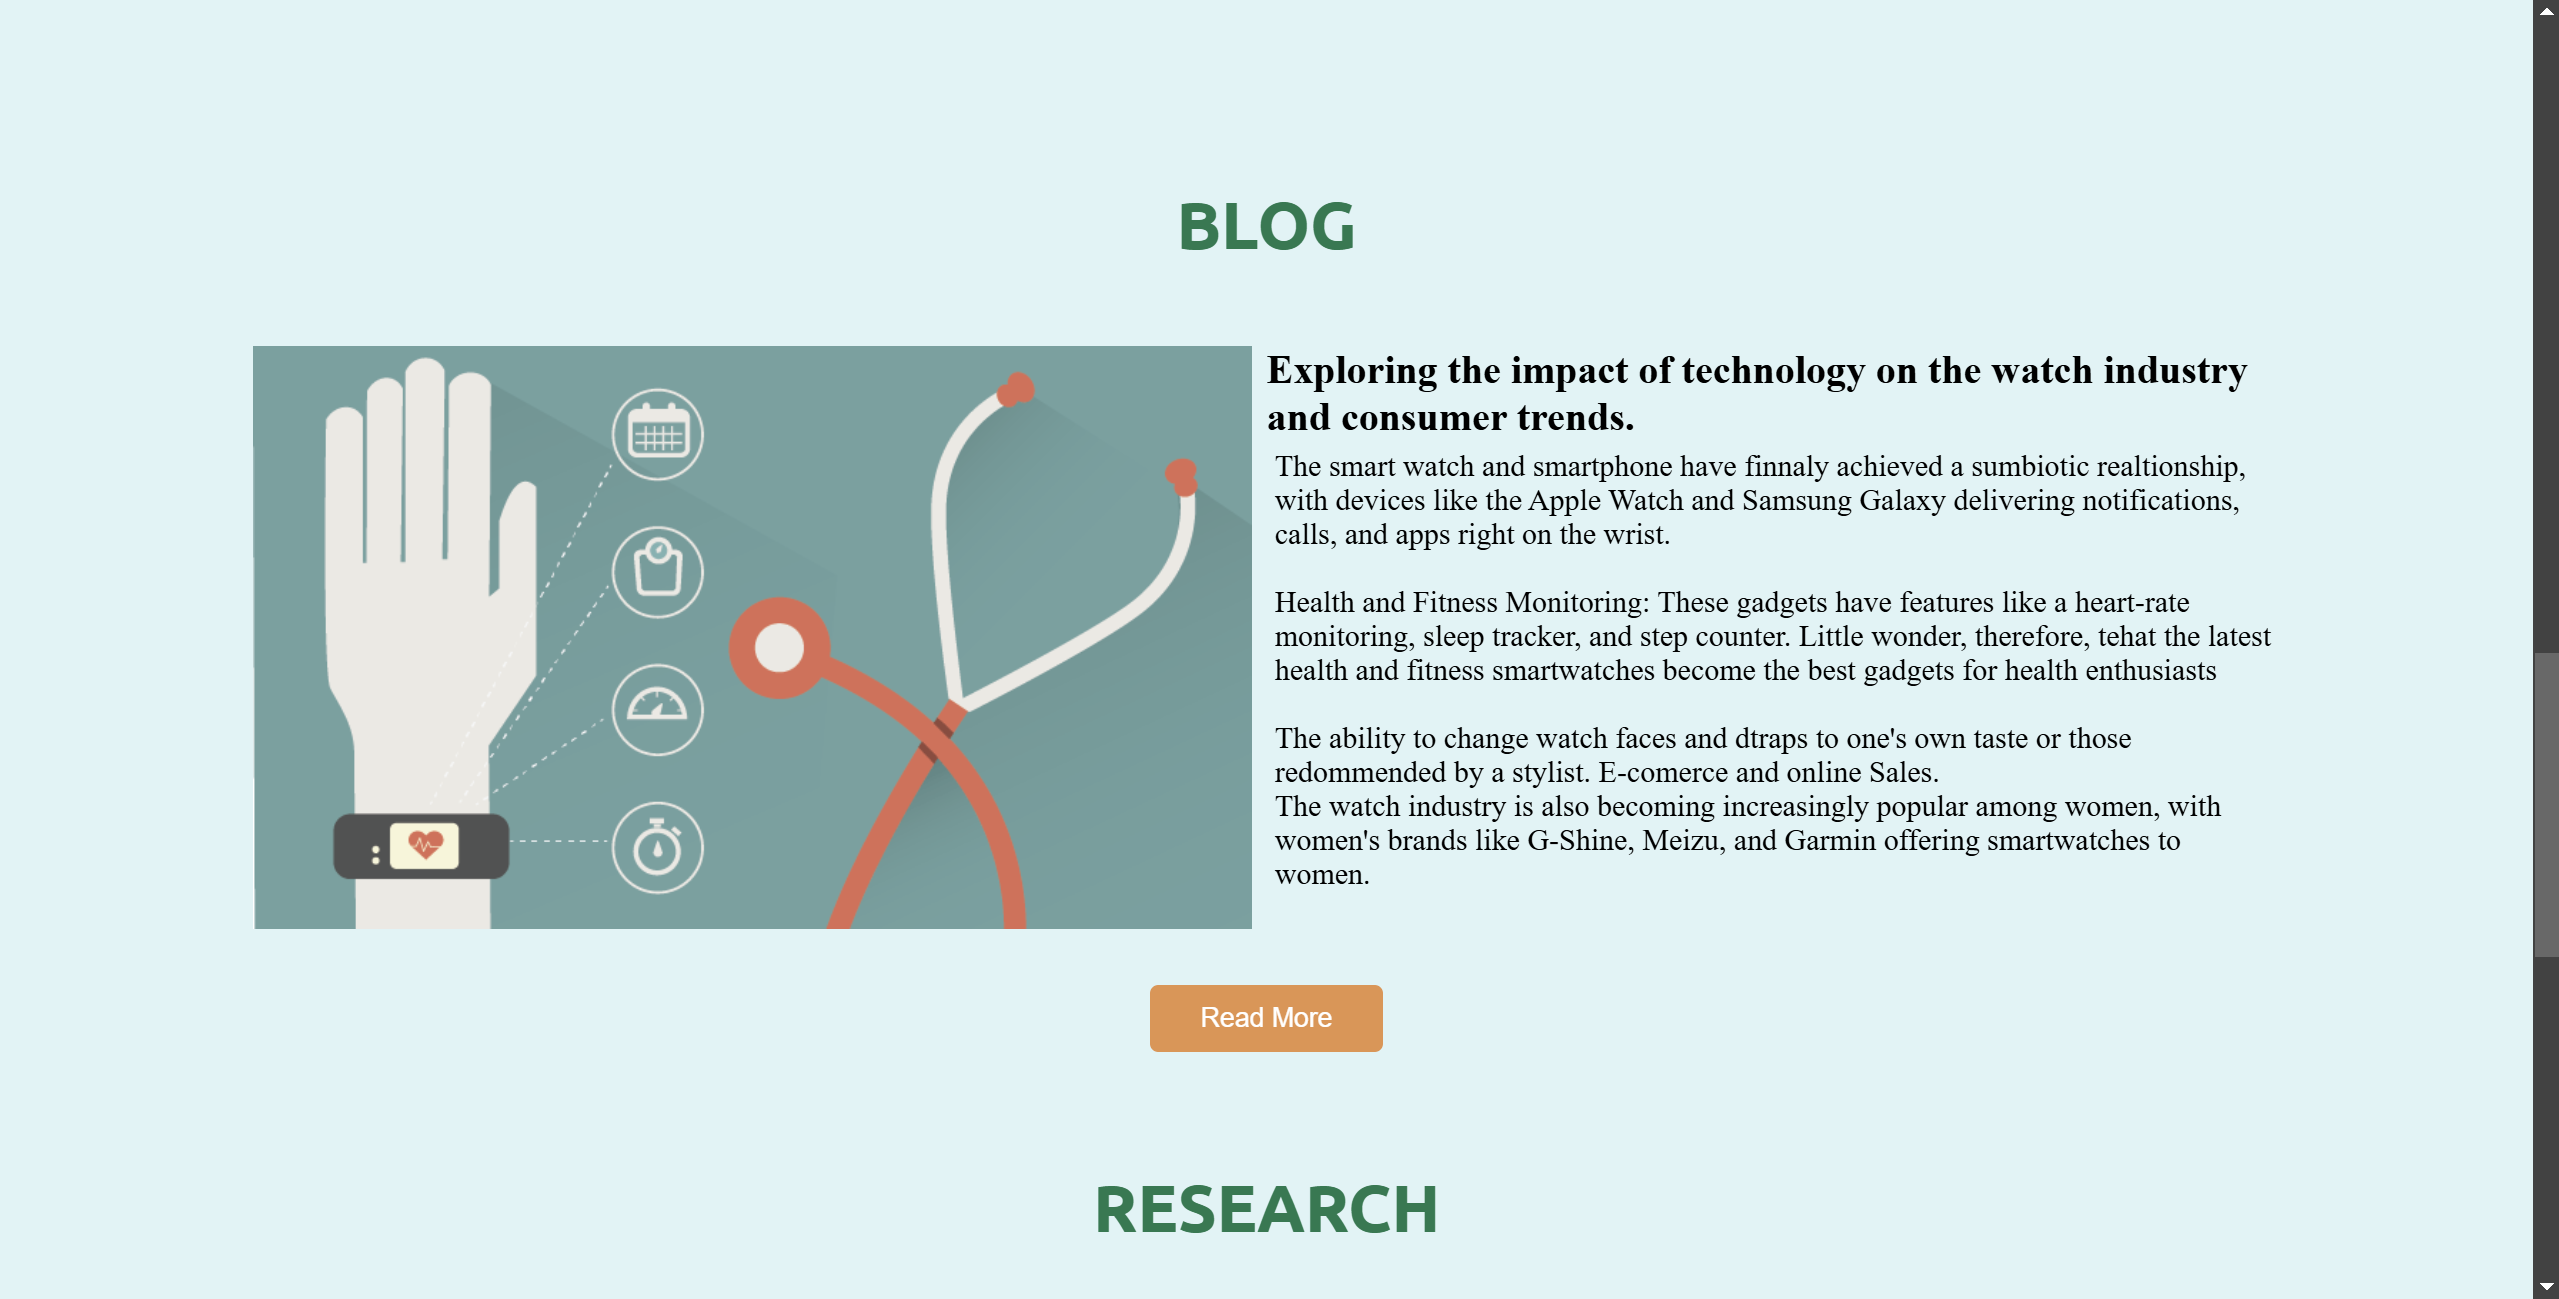 BLOG
Exploring the impact of technology on the watch industry
and consumer trends.
The smart watch and smartphone have finnaly achieved a sumbiotic realtionship,
with devices like the Apple Watch and Samsung Galaxy delivering notifications,
calls, and apps right on the wrist.
Health and Fitness Monitoring: These gadgets have features like a heart-rate
monitoring, sleep tracker, and step counter. Little wonder, therefore, tehat the latest
health and fitness smartwatches become the best gadgets for health enthusiasts
The ability to change watch faces and dtraps to one's own taste or those
redommended by a stylist. E-comerce and online Sales.
The watch industry is also becoming increasingly popular among women, with
women's brands like G-Shine, Meizu, and Garmin offering smartwatches to
women.
Read More
RESEARCH